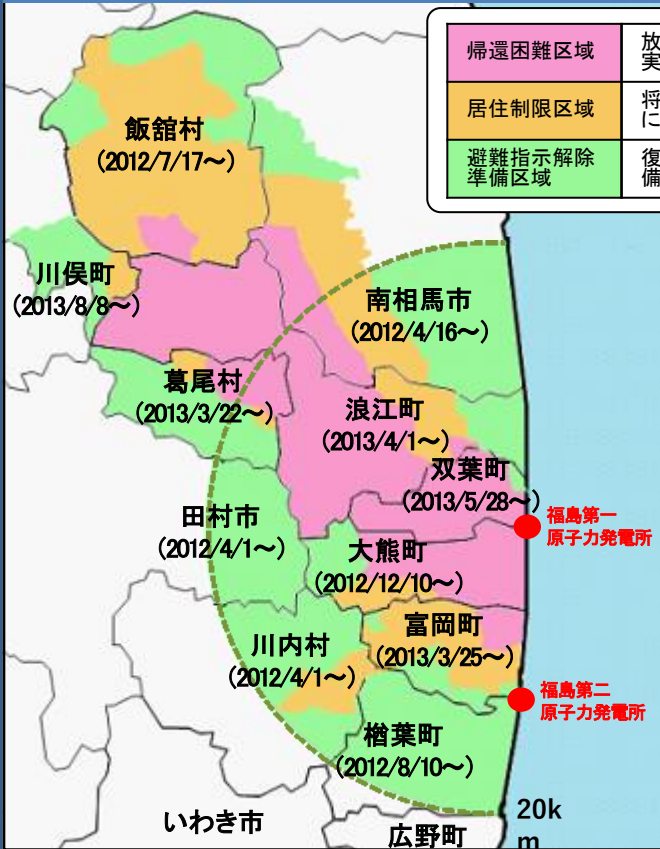 帰還困難区域
放
実
居住制限区域
将
に
避難指示解除
準備区域
復
備
飯舘村
(2012/7/17～)
川俣町
(2013/8/8～)
南相馬市
(2012/4/16～)
葛尾村
(2013/3/22～)
浪江町
(2013/4/1～)
双葉町
(2013/5/28～)
福島第一
原子力発電所
田村市
(2012/4/1～)
大熊町
(2012/12/10～)
富岡町
(2013/3/25～)
川内村
(2012/4/1～)
福島第二
原子力発電所
楢葉町
(2012/8/10～)
20k
m
いわき市
広野町